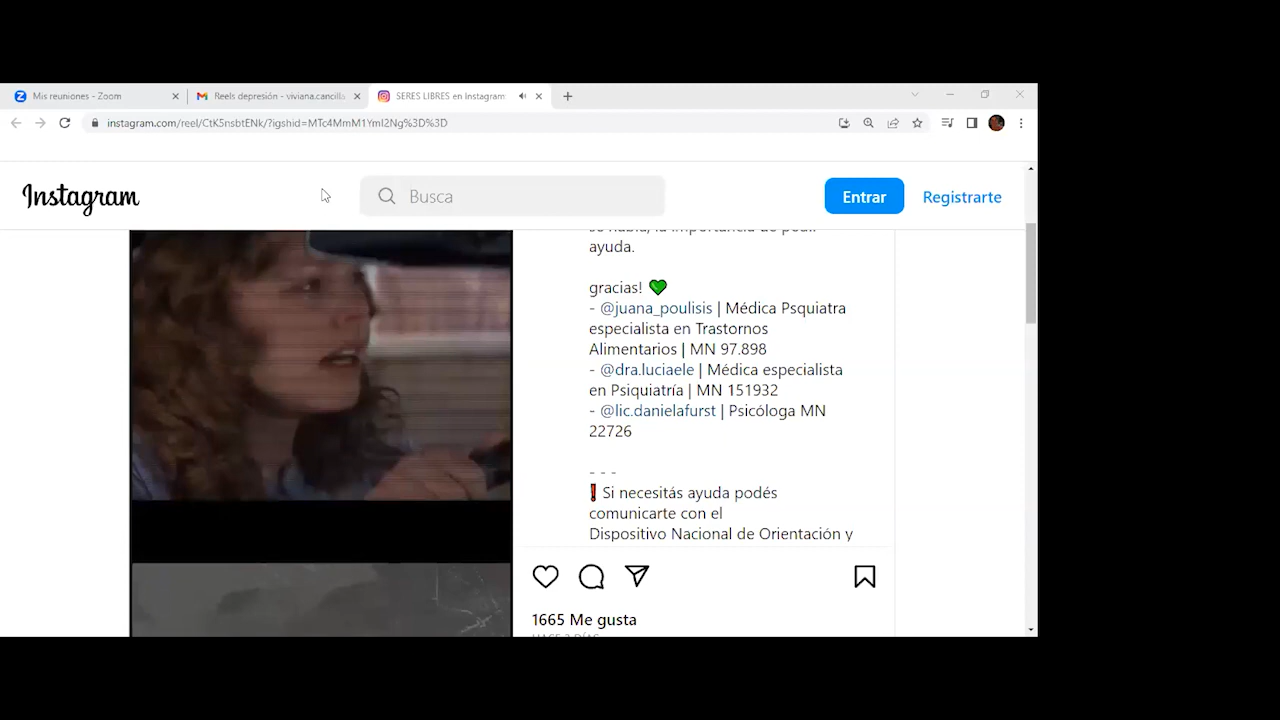 Mis reuniones - Zoom
Reels depresión - viviana.cancilla
SERES LIBRES en Instagram:
instagram.com/reel/CtK5nsbtENk/?igshid=MTc4MmM1YmI2Ng%3D%3D
Instagram
Busca
Entrar
Registrarte
ayuda.
gracias! 💚
- @juana_poulisis | Médica Psquiatra
especialista en Trastornos
Alimentarios | MN 97.898
- @dra.luciaele | Médica especialista
en Psiquiatría | MN 151932
- @lic.danielafurst | Psicóloga MN
22726
- - -
❗Si necesitás ayuda podés
comunicarte con el
Dispositivo Nacional de Orientación y
1665 Me gusta